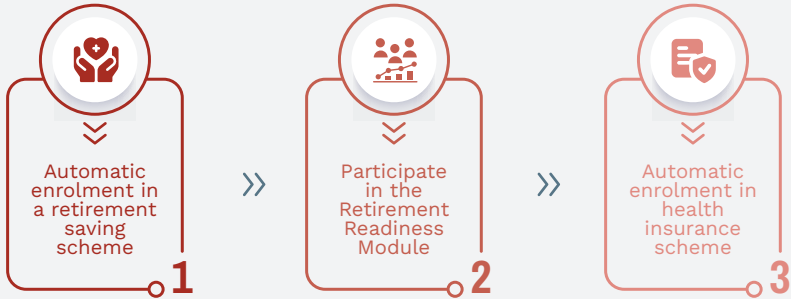 Automatic
enrolment in
a retirement
saving
scheme
1
Participate
in the
Retirement
Readiness
Module
2
Automatic
enrolment in
health
insurance
scheme
3